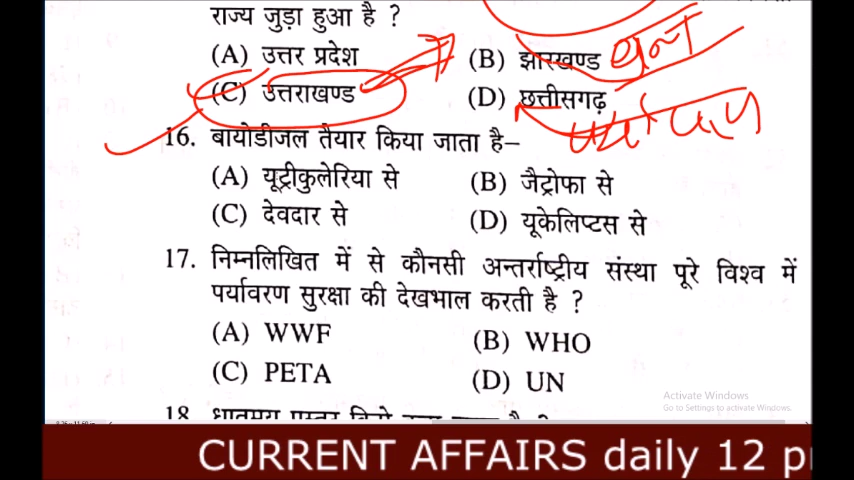 राज्य जुड़ा हुआ है ?
(A) उत्तर प्रदेश
(B) झारखण्ड
(C) उत्तराखण्ड
(D) छत्तीसगढ़
16. बायोडीजल तैयार किया जाता है–
(A) यूट्रीकुलेरिया से
(B) जैट्रोफा से
(C) देवदार से
(D) यूकेलिप्टस से
17. निम्नलिखित में से कौनसी अन्तर्राष्ट्रीय संस्था पूरे विश्व में
पर्यावरण सुरक्षा की देखभाल करती है ?
(A) WWF
(B) WHO
(C) PETA
(D) UN
18.
Activate Windows
Go to Settings to activate Windows.
CURRENT AFFAIRS daily 12 p